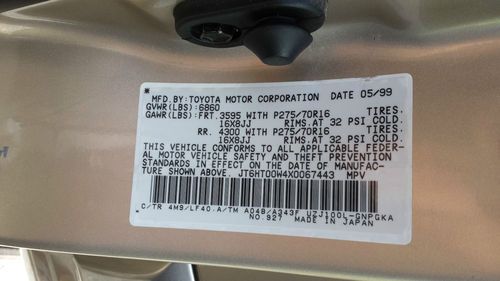 MFD.BY:TOYOTA MOTOR CORPORATION DATE 05/99
GVWR(LBS):6860
GAWR(LBS):FRT.3595 WITH P275/70R16 TIRES.
16X8JJ RIMS.AT 32 PSI COLD
RR. 4300 WITH P275/70R16 TIRES.
16X8JJ RIMS.AT 32 PSI COLD
THIS VEHICLE CONFORMS TO ALL APPLICABLE FEDER-
AL MOTOR VEHICLE SAFETY AND THEFT PREVENTION
STANDARDS IN EFFECT ON THE DATE OF MANUFAC-
TURE SHOWN ABOVE. JT6HT00W4X0067443 MPV
C/TR 4M9/LF40.A/TM A04B/A343F UZJ100L-GNPGKA
NO.927 MADE IN JAPAN